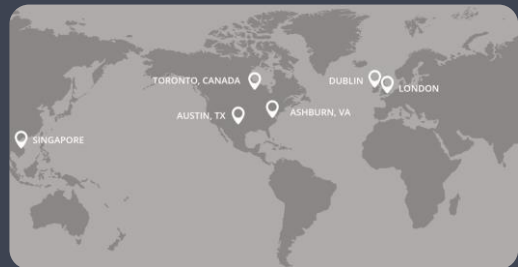 TORONTO, CANADA
DUBLIN
LONDON
AUSTIN, TX
ASHBURN, VA
SINGAPORE